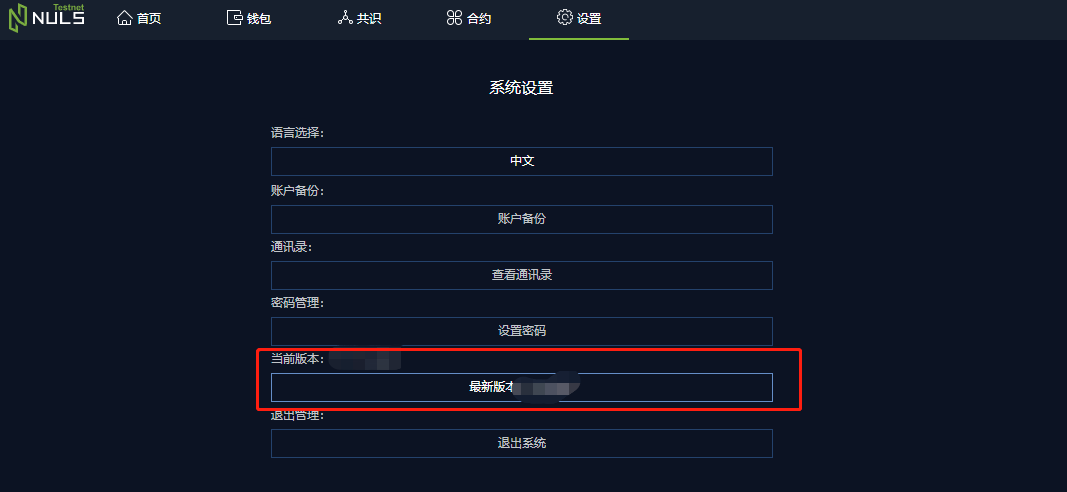 Testnet
NULS
首页 钱包 共识 合约 设置
系统设置
语言选择：
中文
账户备份：
账户备份
通讯录：
查看通讯录
密码管理：
设置密码
当前版本：
最新版本
退出管理：
退出系统